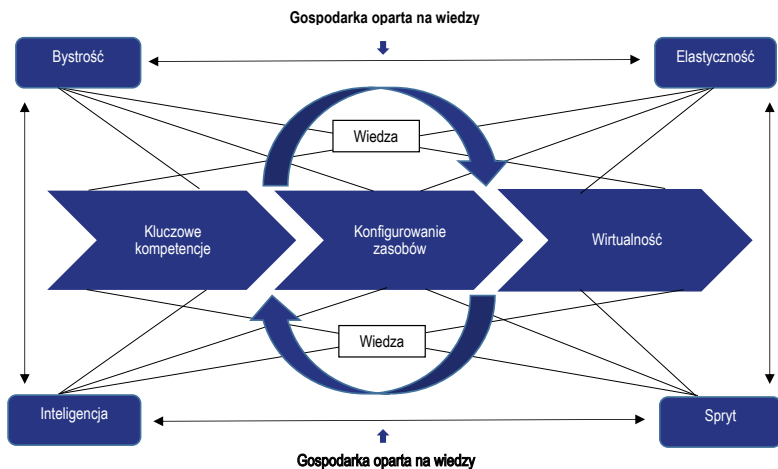 Gospodarka oparta na wiedzy
Bystrość
Elastyczność
Wiedza
Kluczowe
kompetencje
Konfigurowanie
zasobów
Wirtualność
Wiedza
Inteligencja
Spryt
Gospodarka oparta na wiedzy